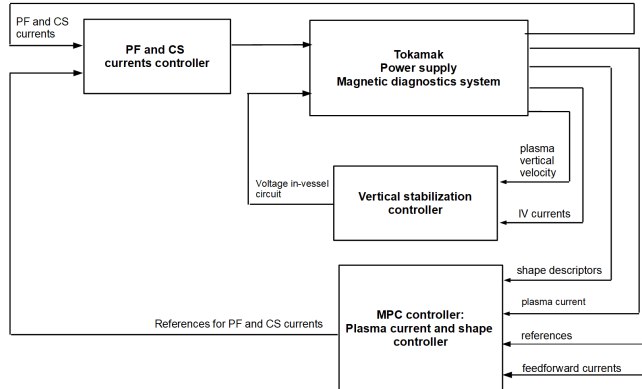 PF and CS
currents
PF and CS
currents controller
Tokamak
Power supply
Magnetic diagnostics system
plasma
vertical
velocity
Voltage in-vessel
circuit
Vertical stabilization
controller
IV currents
shape descriptors
plasma current
MPC controller:
Plasma current and shape
controller
References for PF and CS currents
references
feedforward currents